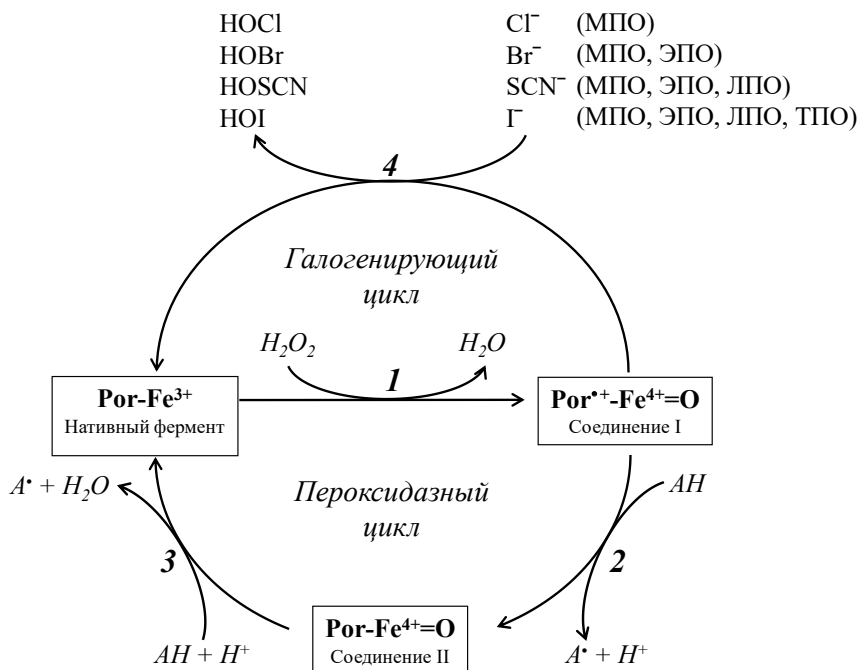 HOCl Cl⁻ (МПО)
HOBr Br⁻ (МПО, ЭПО)
HOSCN SCN⁻ (МПО, ЭПО, ЛПО)
HOI I⁻ (МПО, ЭПО, ЛПО, ТПО)
4
Галогенирующий
цикл
H₂O₂ H₂O
1
Por-Fe³⁺
Нативный фермент
Por•⁺-Fe⁴⁺=O
Соединение I
A• + H₂O
Пероксидазный
цикл
AH
3
2
Por-Fe⁴⁺=O
Соединение II
AH + H⁺
A• + H⁺